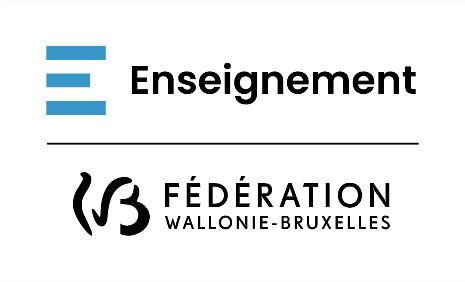 Enseignement
FÉDÉRATION
WALLONIE-BRUXELLES